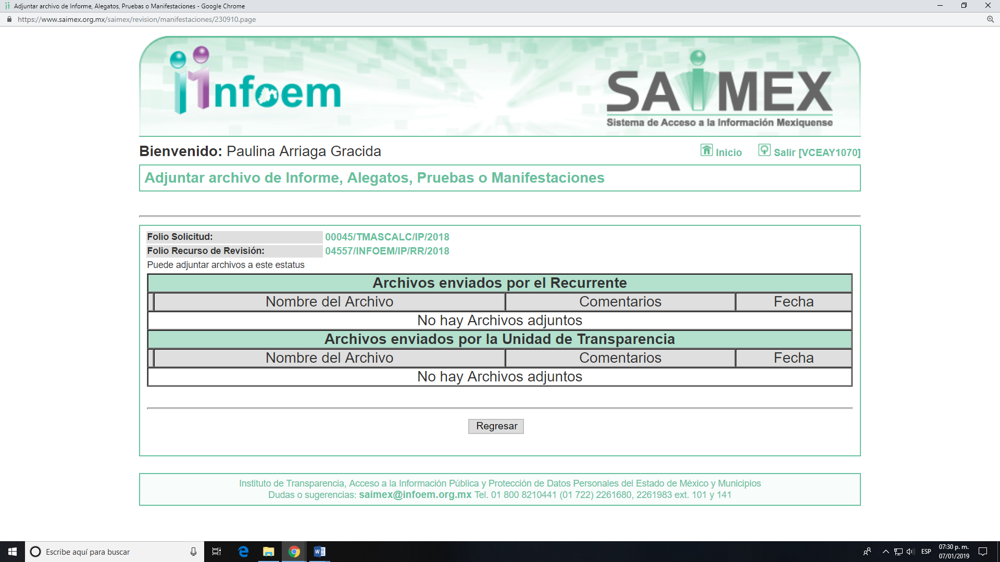 Adjuntar archivo de Informe, Alegatos, Pruebas o Manifestaciones - Google Chrome
https://www.saimex.org.mx/saimex/revision/manifestaciones/230910.page
infoem
SAiMEX
Sistema de Acceso a la Información Mexiquense
Bienvenido: Paulina Arriaga Gracida
Inicio
Salir [VCEAY1070]
Adjuntar archivo de Informe, Alegatos, Pruebas o Manifestaciones
Folio Solicitud: 00045/TMASCALC/IP/2018
Folio Recurso de Revisión: 04557/INFOEM/IP/RR/2018
Puede adjuntar archivos a este estatus
Archivos enviados por el Recurrente
Nombre del Archivo Comentarios Fecha
No hay Archivos adjuntos
Archivos enviados por la Unidad de Transparencia
Nombre del Archivo Comentarios Fecha
No hay Archivos adjuntos
Regresar
Instituto de Transparencia, Acceso a la Información Pública y Protección de Datos Personales del Estado de México y Municipios
Dudas o sugerencias: saimex@infoem.org.mx Tel. 01 800 8210441 (01 722) 2261680, 2261983 ext. 101 y 141
Escribe aquí para buscar
ESP
07:30 p. m.
07/01/2019